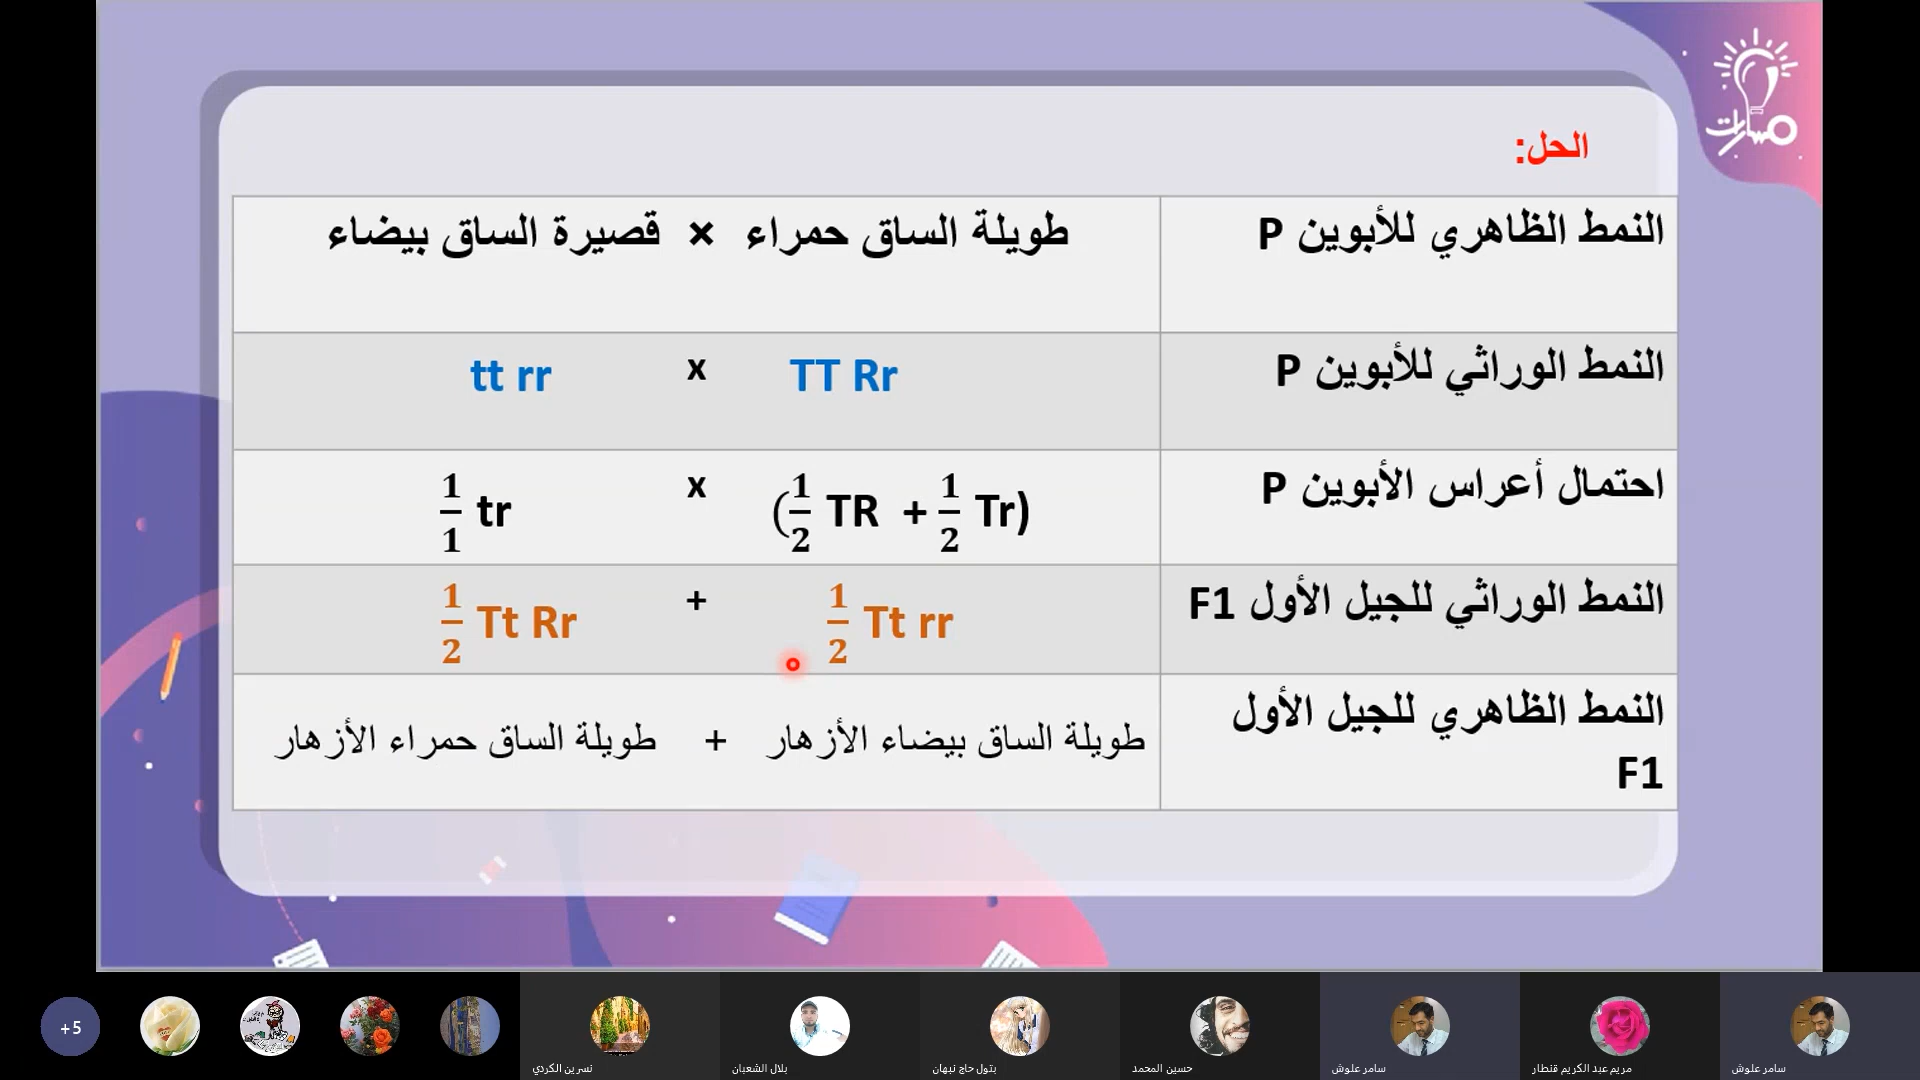 مسارات
الحل:
النمط الظاهري للأبوين P
طويلة الساق حمراء × قصيرة الساق بيضاء
النمط الوراثي للأبوين P
TT Rr x tt rr
احتمال أعراس الأبوين P
(1/2 TR + 1/2 Tr) x 1/1 tr
النمط الوراثي للجيل الأول F1
1/2 Tt rr + 1/2 Tt Rr
النمط الظاهري للجيل الأول
F1
طويلة الساق بيضاء الأزهار + طويلة الساق حمراء الأزهار
+5
نسرين الكردي
بلال الشعبان
بتول حاج نبهان
حسين المحمد
سامر علوش
مريم عبد الكريم قنطار
سامر علوش